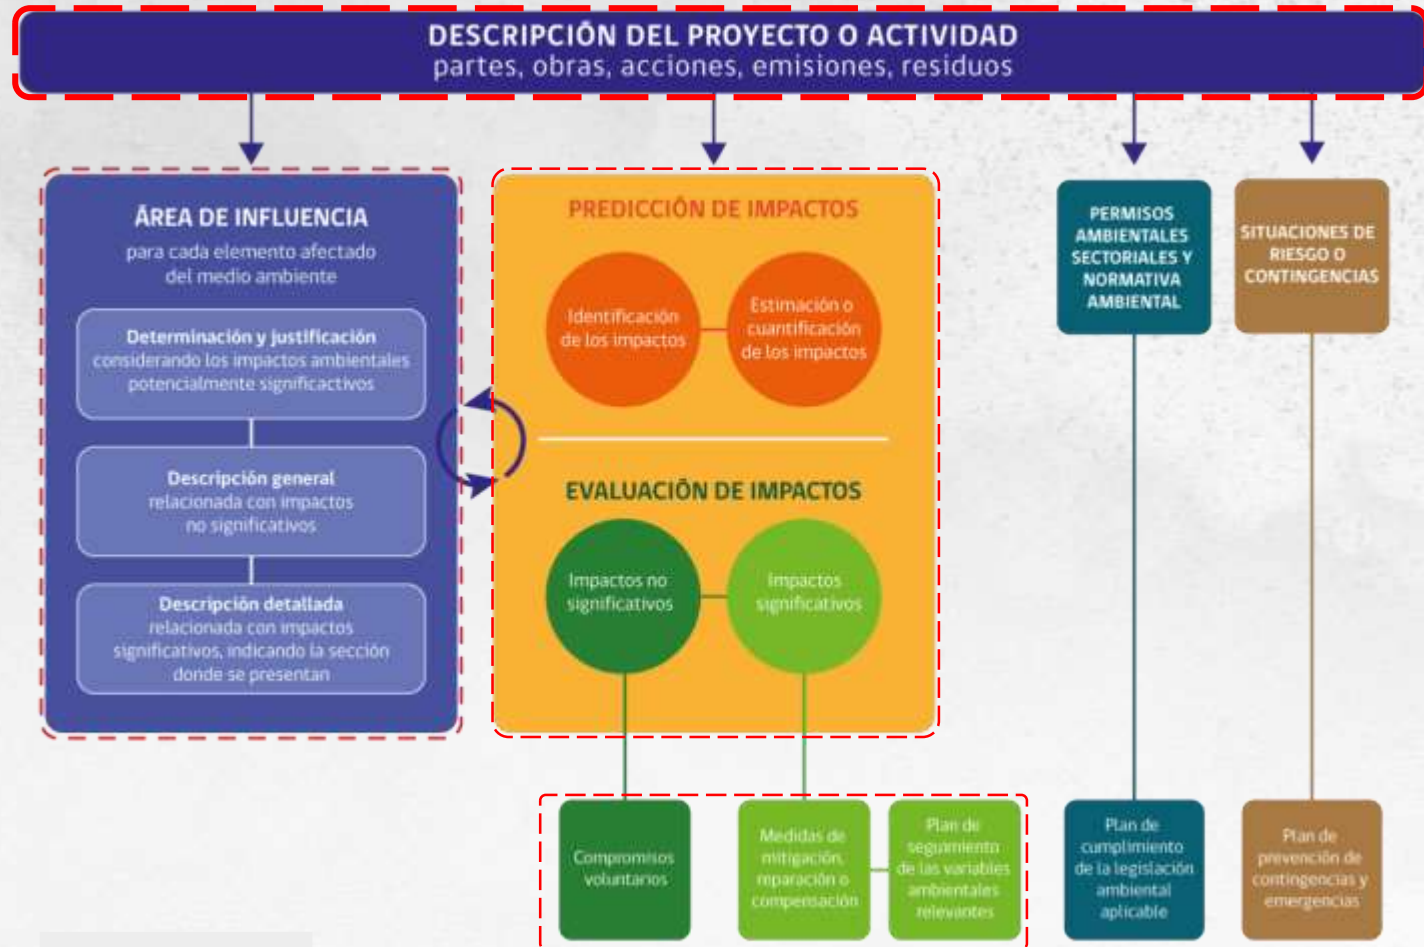 DESCRIPCIÓN DEL PROYECTO O ACTIVIDAD
partes, obras, acciones, emisiones, residuos
ÁREA DE INFLUENCIA
para cada elemento afectado
del medio ambiente
Determinación y justificación
considerando los impactos ambientales
potencialmente significactivos
Descripción general
relacionada con impactos
no significativos
Descripción detallada
relacionada con impactos
significativos, indicando la sección
donde se presentan
PREDICCIÓN DE IMPACTOS
Identificación
de los impactos
Estimación o
cuantificación
de los impactos
EVALUACIÓN DE IMPACTOS
Impactos no
significativos
Impactos
significativos
PERMISOS
AMBIENTALES
SECTORIALES Y
NORMATIVA
AMBIENTAL
SITUACIONES DE
RIESGO O
CONTINGENCIAS
Compromisos
voluntarios
Medidas de
mitigación,
reparación o
compensación
Plan de
seguimiento
de las variables
ambientales
relevantes
Plan de
cumplimiento
de la legislación
ambiental
aplicable
Plan de
prevención de
contingencias y
emergencias